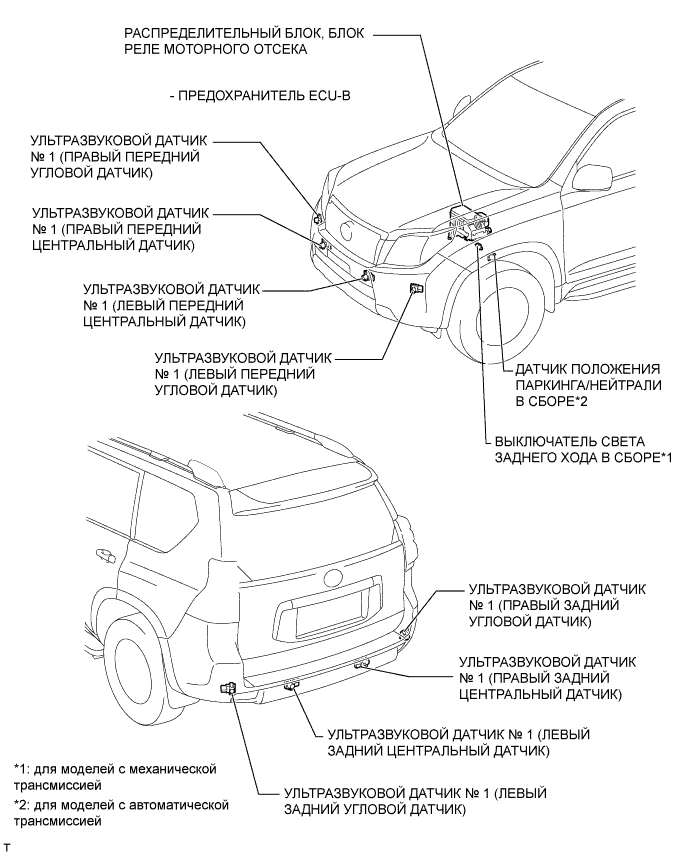 РАСПРЕДЕЛИТЕЛЬНЫЙ БЛОК, БЛОК
РЕЛЕ МОТОРНОГО ОТСЕКА
- ПРЕДОХРАНИТЕЛЬ ECU-B
УЛЬТРАЗВУКОВОЙ ДАТЧИК
№ 1 (ПРАВЫЙ ПЕРЕДНИЙ
УГЛОВОЙ ДАТЧИК)
УЛЬТРАЗВУКОВОЙ ДАТЧИК
№ 1 (ПРАВЫЙ ПЕРЕДНИЙ
ЦЕНТРАЛЬНЫЙ ДАТЧИК)
УЛЬТРАЗВУКОВОЙ ДАТЧИК
№ 1 (ЛЕВЫЙ ПЕРЕДНИЙ
ЦЕНТРАЛЬНЫЙ ДАТЧИК)
УЛЬТРАЗВУКОВОЙ ДАТЧИК
№ 1 (ЛЕВЫЙ ПЕРЕДНИЙ
УГЛОВОЙ ДАТЧИК)
ДАТЧИК ПОЛОЖЕНИЯ
ПАРКИНГА/НЕЙТРАЛИ
В СБОРЕ*2
ВЫКЛЮЧАТЕЛЬ СВЕТА
ЗАДНЕГО ХОДА В СБОРЕ*1
УЛЬТРАЗВУКОВОЙ ДАТЧИК
№ 1 (ПРАВЫЙ ЗАДНИЙ
УГЛОВОЙ ДАТЧИК)
УЛЬТРАЗВУКОВОЙ ДАТЧИК
№ 1 (ПРАВЫЙ ЗАДНИЙ
ЦЕНТРАЛЬНЫЙ ДАТЧИК)
УЛЬТРАЗВУКОВОЙ ДАТЧИК № 1 (ЛЕВЫЙ
ЗАДНИЙ ЦЕНТРАЛЬНЫЙ ДАТЧИК)
УЛЬТРАЗВУКОВОЙ ДАТЧИК № 1 (ЛЕВЫЙ
ЗАДНИЙ УГЛОВОЙ ДАТЧИК)
*1: для моделей с механической
трансмиссией
*2: для моделей с автоматической
трансмиссией
T